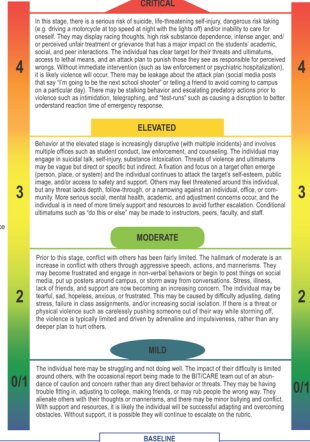 CRITICAL
In this stage, there is a serious risk of suicide, life-threatening self-injury, dangerous risk taking
(e.g. driving a motorcycle at top speed at night with the lights off) and/or inability to care for
oneself. They may display racing thoughts, high risk substance dependence, intense anger, and/
or perceived unfair treatment or grievance that has a major impact on the students' academic,
social, and peer interactions. The individual has clear target for their threats and ultimatums,
access to lethal means, and an attack plan to punish those they see as responsible for perceived
wrongs. Without immediate intervention (such as law enforcement or psychiatric hospitalization),
it is likely violence will occur. There may be leakage about the attack plan (social media posts
that say "I'm going to be the next school shooter" or telling a friend to avoid coming to campus
on a particular day). There may be stalking behavior and escalating predatory actions prior to
violence such as intimidation, telegraphing, and "test-runs" such as causing a disruption to better
understand reaction time of emergency response.
4
4
ELEVATED
Behavior at the elevated stage is increasingly disruptive (with multiple incidents) and involves
multiple offices such as student conduct, law enforcement, and counseling. The individual may
engage in suicidal talk, self-injury, substance intoxication. Threats of violence and ultimatums
may be vague but direct or specific but indirect. A fixation and focus on a target often emerge
(person, place, or system) and the individual continues to attack the target's self-esteem, public
image, and/or access to safety and support. Others may feel threatened around this individual,
but any threat lacks depth, follow-through, or a narrowing against an individual, office, or com-
munity. More serious social, mental health, academic, and adjustment concerns occur, and the
individual is in need of more timely support and resources to avoid further escalation. Conditional
ultimatums such as "do this or else" may be made to instructors, peers, faculty, and staff.
3
3
ce
MODERATE
Prior to this stage, conflict with others has been fairly limited. The hallmark of moderate is an
increase in conflict with others through aggressive speech, actions, and mannerisms. They
may become frustrated and engage in non-verbal behaviors or begin to post things on social
media, put up posters around campus, or storm away from conversations. Stress, illness,
lack of friends, and support are now becoming an increasing concern. The individual may be
tearful, sad, hopeless, anxious, or frustrated. This may be caused by difficulty adjusting, dating
stress, failure in class assignments, and/or increasing social isolation. If there is a threat or
physical violence such as carelessly pushing someone out of their way while storming off,
the violence is typically limited and driven by adrenaline and impulsiveness, rather than any
deeper plan to hurt others.
2
2
MILD
The individual here may be struggling and not doing well. The impact of their difficulty is limited
around others, with the occasional report being made to the BIT/CARE team out of an abun-
dance of caution and concern rather than any direct behavior or threats. They may be having
trouble fitting in, adjusting to college, making friends, or may rub people the wrong way. They
alienate others with their thoughts or mannerisms, and there may be minor bullying and conflict.
With support and resources, it is likely the individual will be successful adapting and overcoming
obstacles. Without support, it is possible they will continue to escalate on the rubric.
0/1
0/1
BASELINE